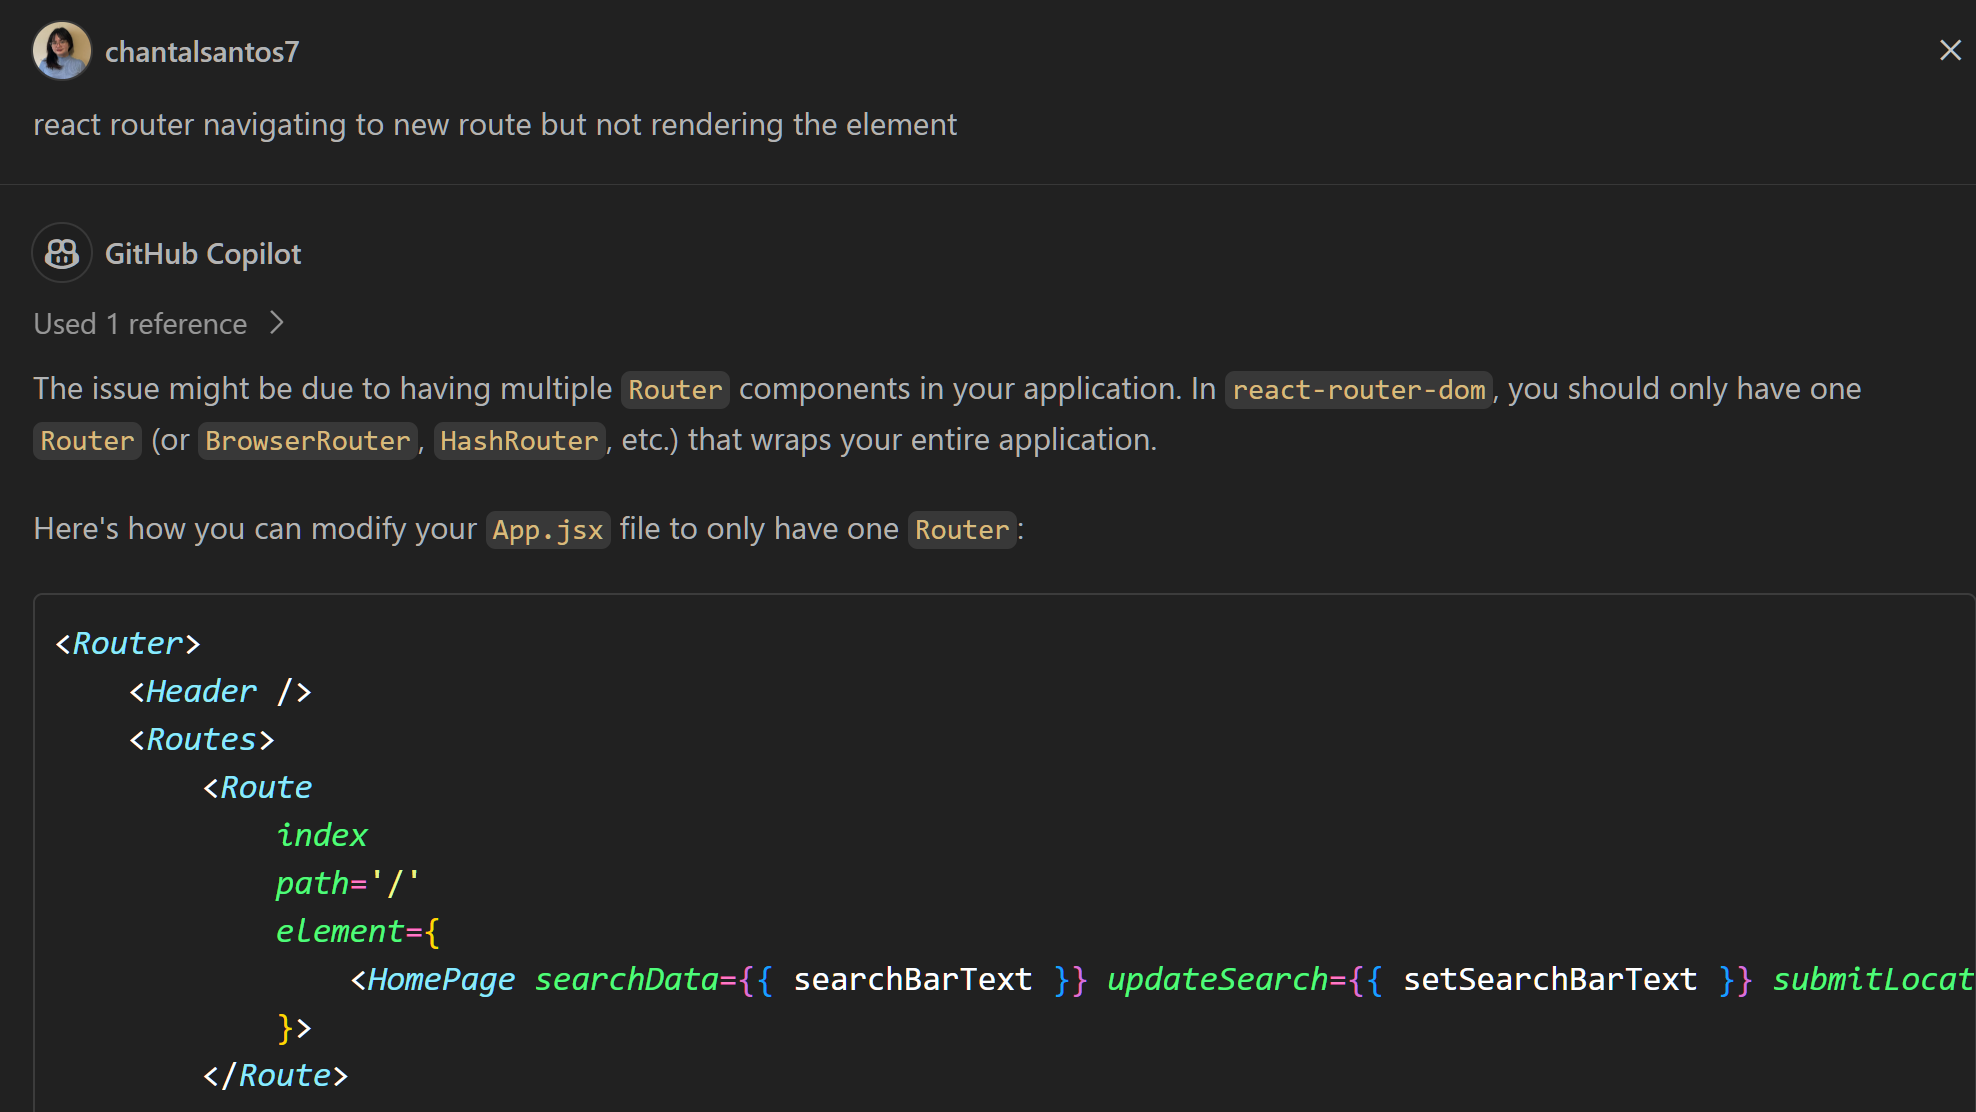 chantalsantos7
react router navigating to new route but not rendering the element
GitHub Copilot
Used 1 reference
The issue might be due to having multiple Router components in your application. In react-router-dom, you should only have one
Router (or BrowserRouter, HashRouter, etc.) that wraps your entire application.
Here's how you can modify your App.jsx file to only have one Router:
<Router>
    <Header />
    <Routes>
        <Route
            index
            path='/'
            element={
                <HomePage searchData={{ searchBarText }} updateSearch={{ setSearchBarText }} submitLocat
            }>
        </Route>